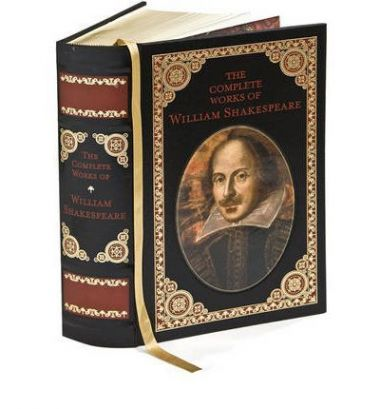 THE
COMPLETE
WORKS OF
WILLIAM SHAKESPEARE
THE
COMPLETE
WORKS OF
WILLIAM
SHAKESPEARE